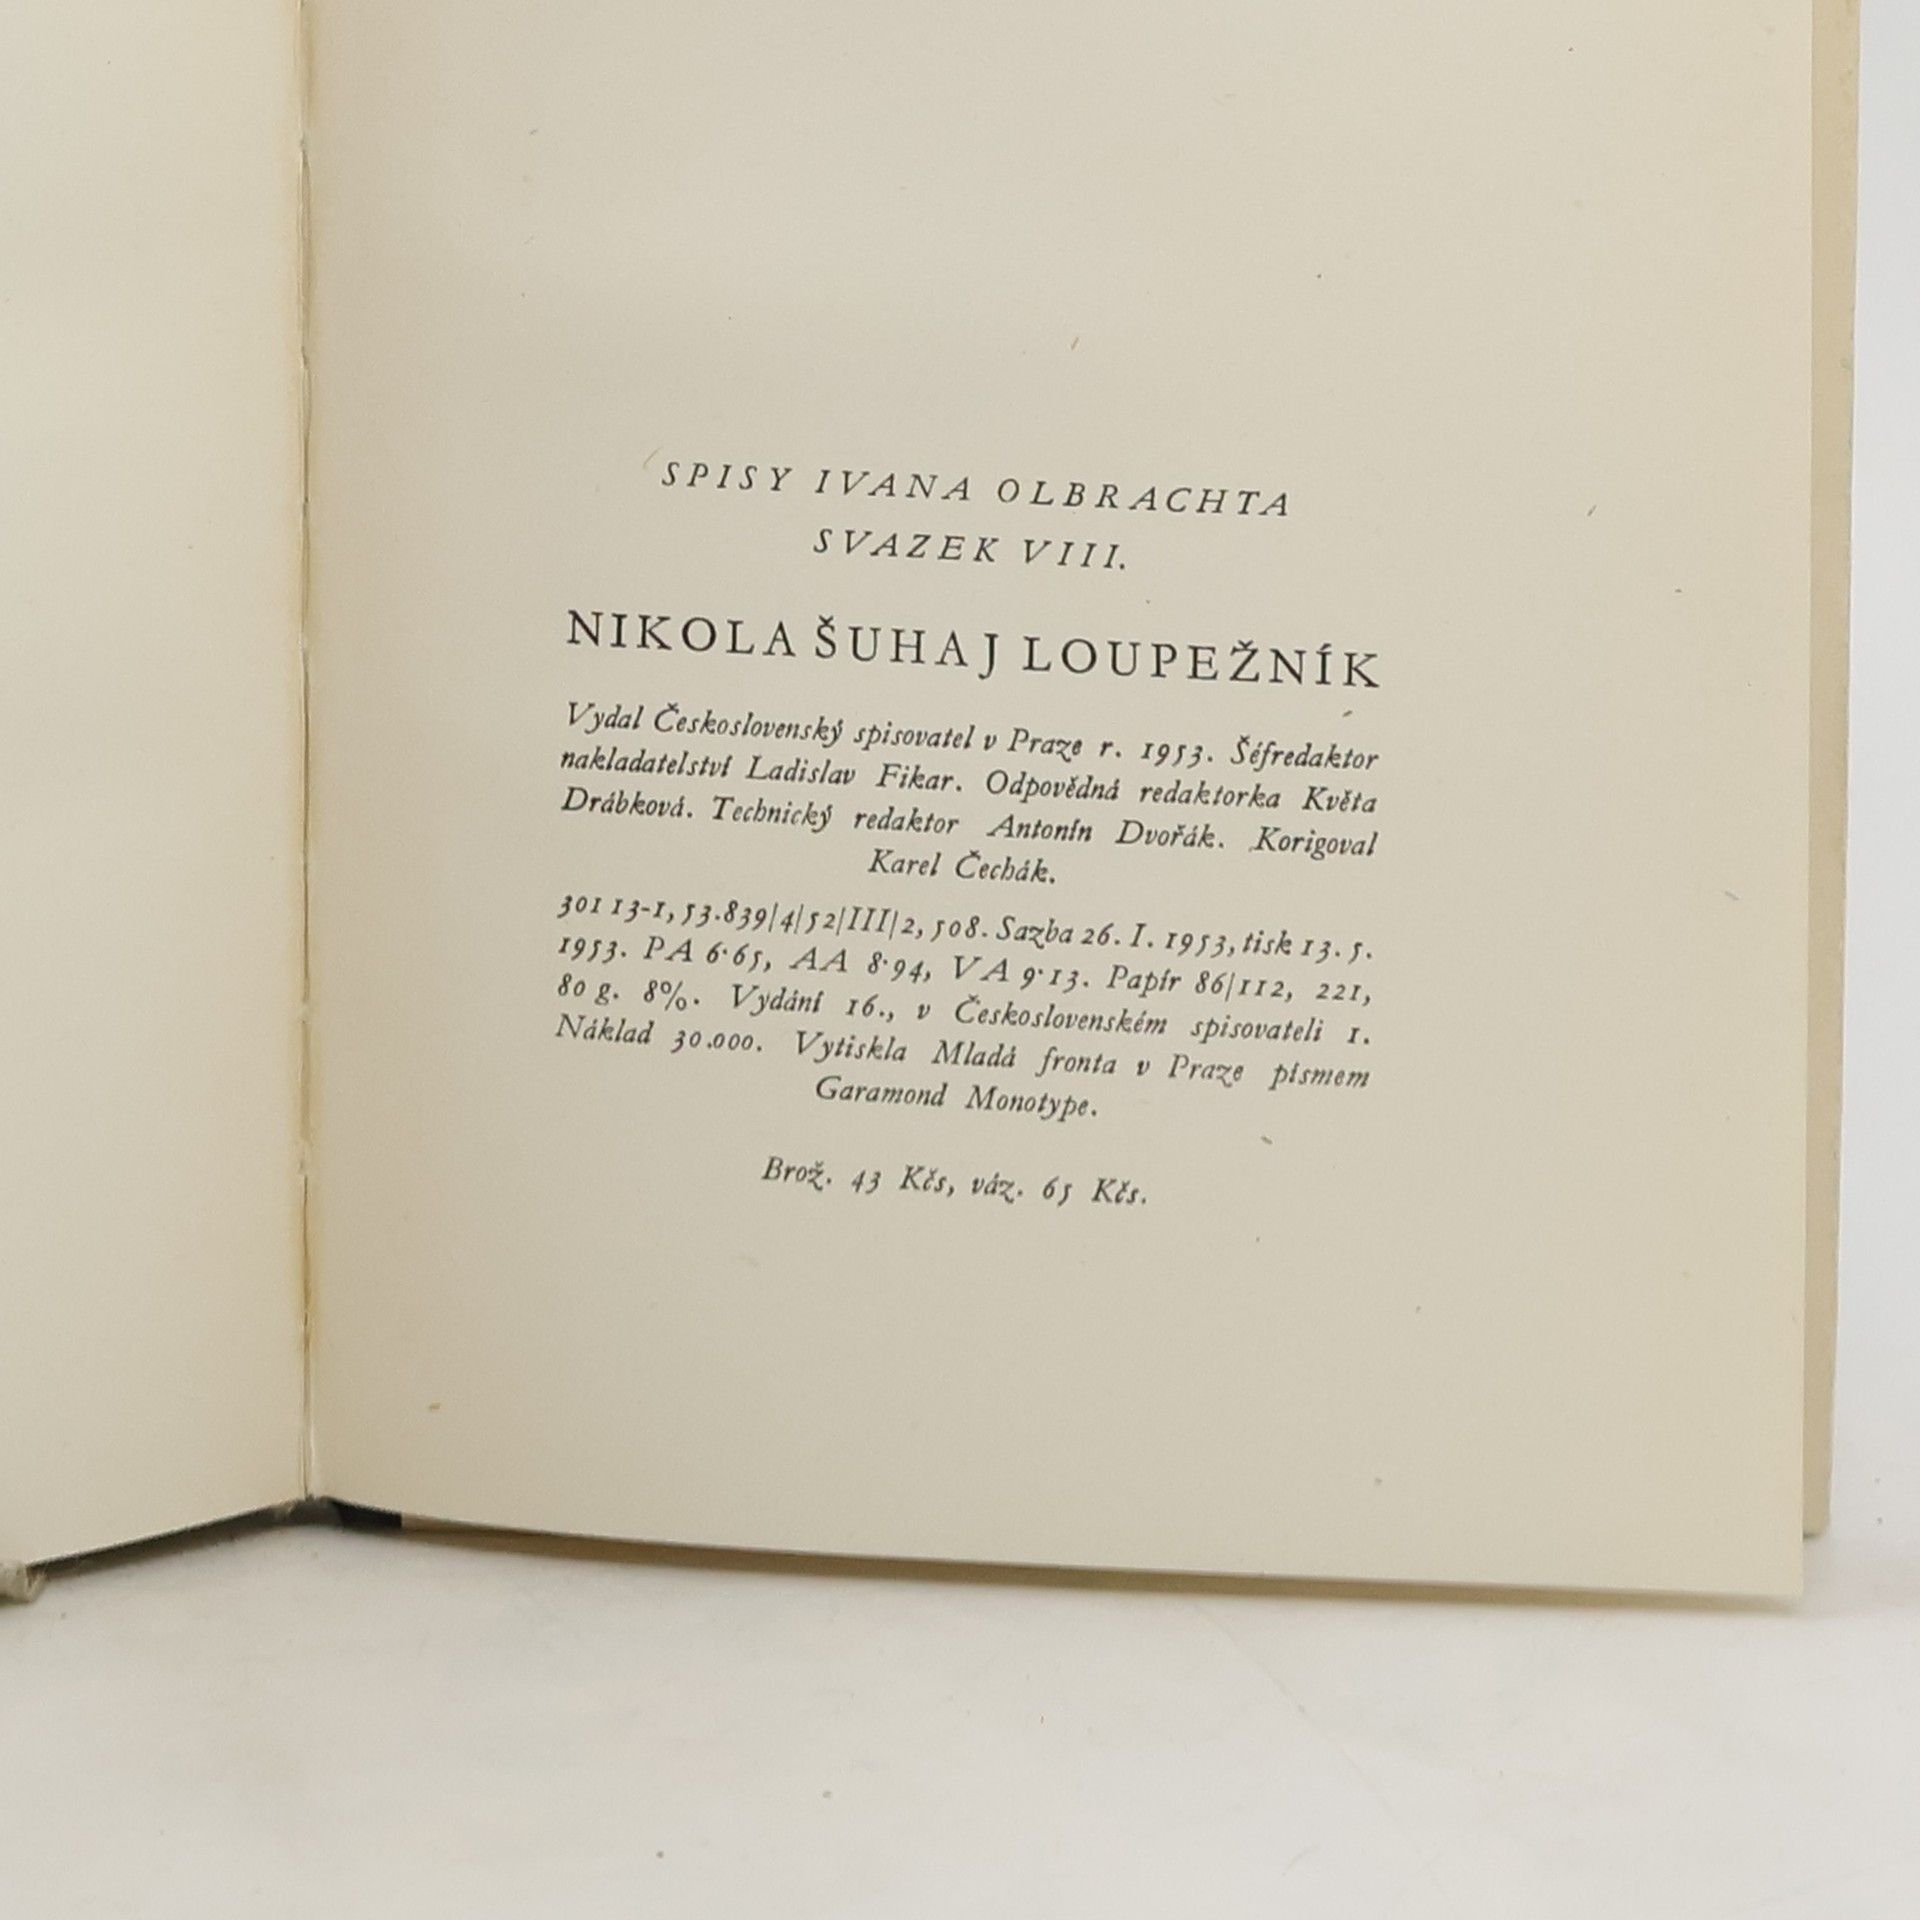 SPISY IVANA OLBRACHTA
SVAZEK VIII.
NIKOLA ŠUHAJ LOUPEŽNÍK
Vydal Československý spisovatel v Praze r. 1953. Šéfredaktor
nakladatelství Ladislav Fikar. Odpovědná redaktorka Květa
Drábková. Technický redaktor Antonín Dvořák. Korigoval
Karel Čechák.
301 13-1, 53.839|4|52|III|2, 508. Sazba 26. I. 1953, tisk 13. 5.
1953. PA 6·65, AA 8·94, VA 9·13. Papír 86|112, 221,
80 g. 8%. Vydání 16., v Československém spisovateli 1.
Náklad 30.000. Vytiskla Mladá fronta v Praze písmem
Garamond Monotype.
Brož. 43 Kčs, váz. 65 Kčs.